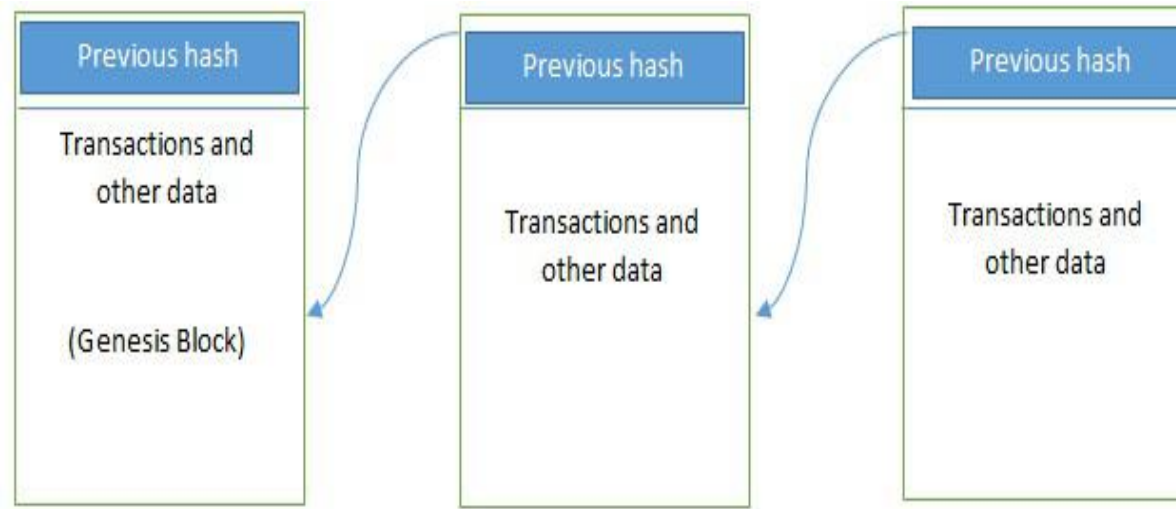 Previous hash
Transactions and
other data
(Genesis Block)
Previous hash
Transactions and
other data
Previous hash
Transactions and
other data